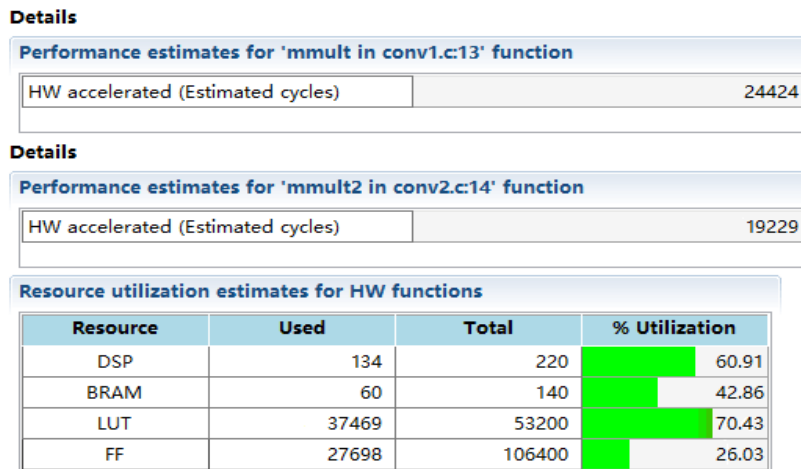 Details
Performance estimates for 'mmult in conv1.c:13' function
HW accelerated (Estimated cycles) 24424
Details
Performance estimates for 'mmult2 in conv2.c:14' function
HW accelerated (Estimated cycles) 19229
Resource utilization estimates for HW functions
Resource Used Total % Utilization
DSP 134 220 60.91
BRAM 60 140 42.86
LUT 37469 53200 70.43
FF 27698 106400 26.03